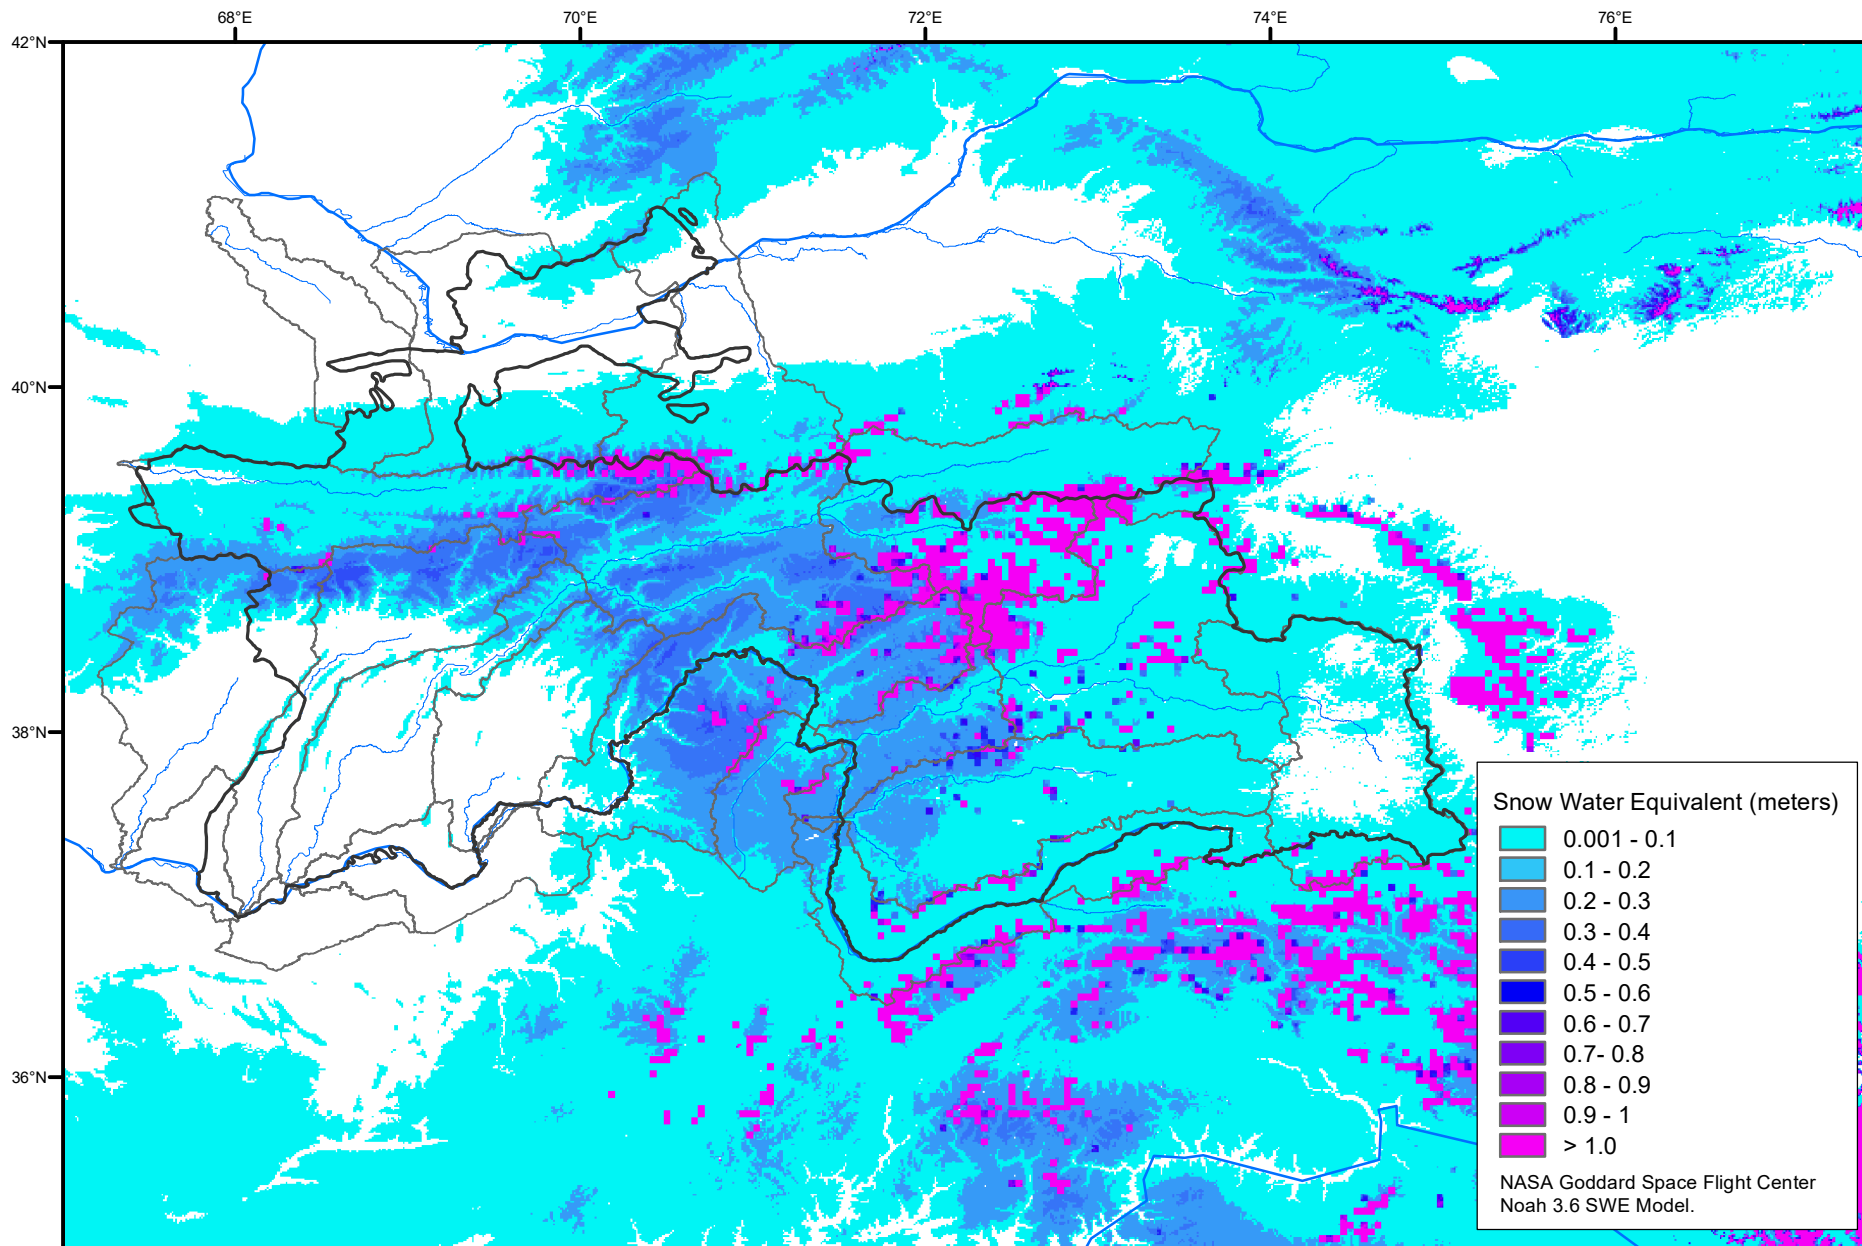 68°E 70°E 72°E 74°E 76°E
42°N
40°N
38°N
36°N
Snow Water Equivalent (meters)
0.001 - 0.1
0.1 - 0.2
0.2 - 0.3
0.3 - 0.4
0.4 - 0.5
0.5 - 0.6
0.6 - 0.7
0.7- 0.8
0.8 - 0.9
0.9 - 1
> 1.0
NASA Goddard Space Flight Center
Noah 3.6 SWE Model.